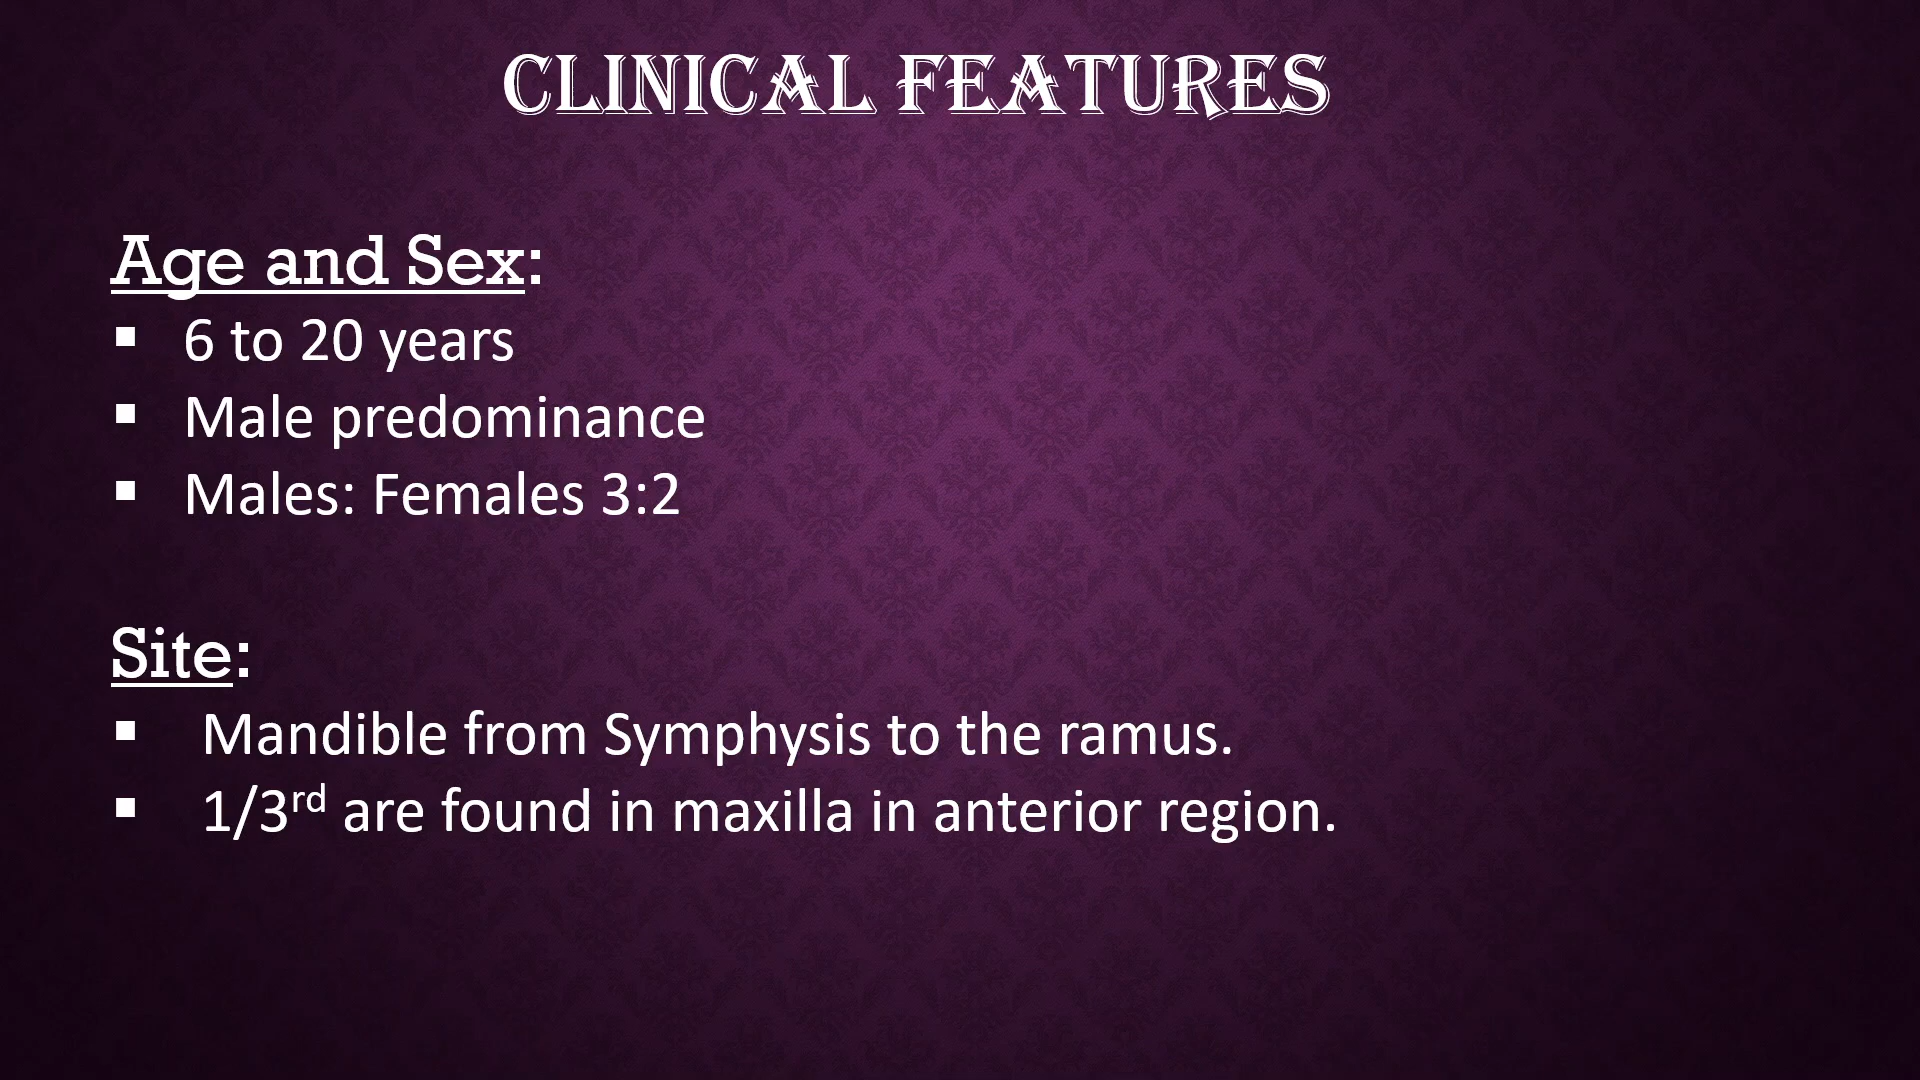 CLINICAL FEATURES
Age and Sex:
▪ 6 to 20 years
▪ Male predominance
▪ Males: Females 3:2
Site:
▪ Mandible from Symphysis to the ramus.
▪ 1/3rd are found in maxilla in anterior region.